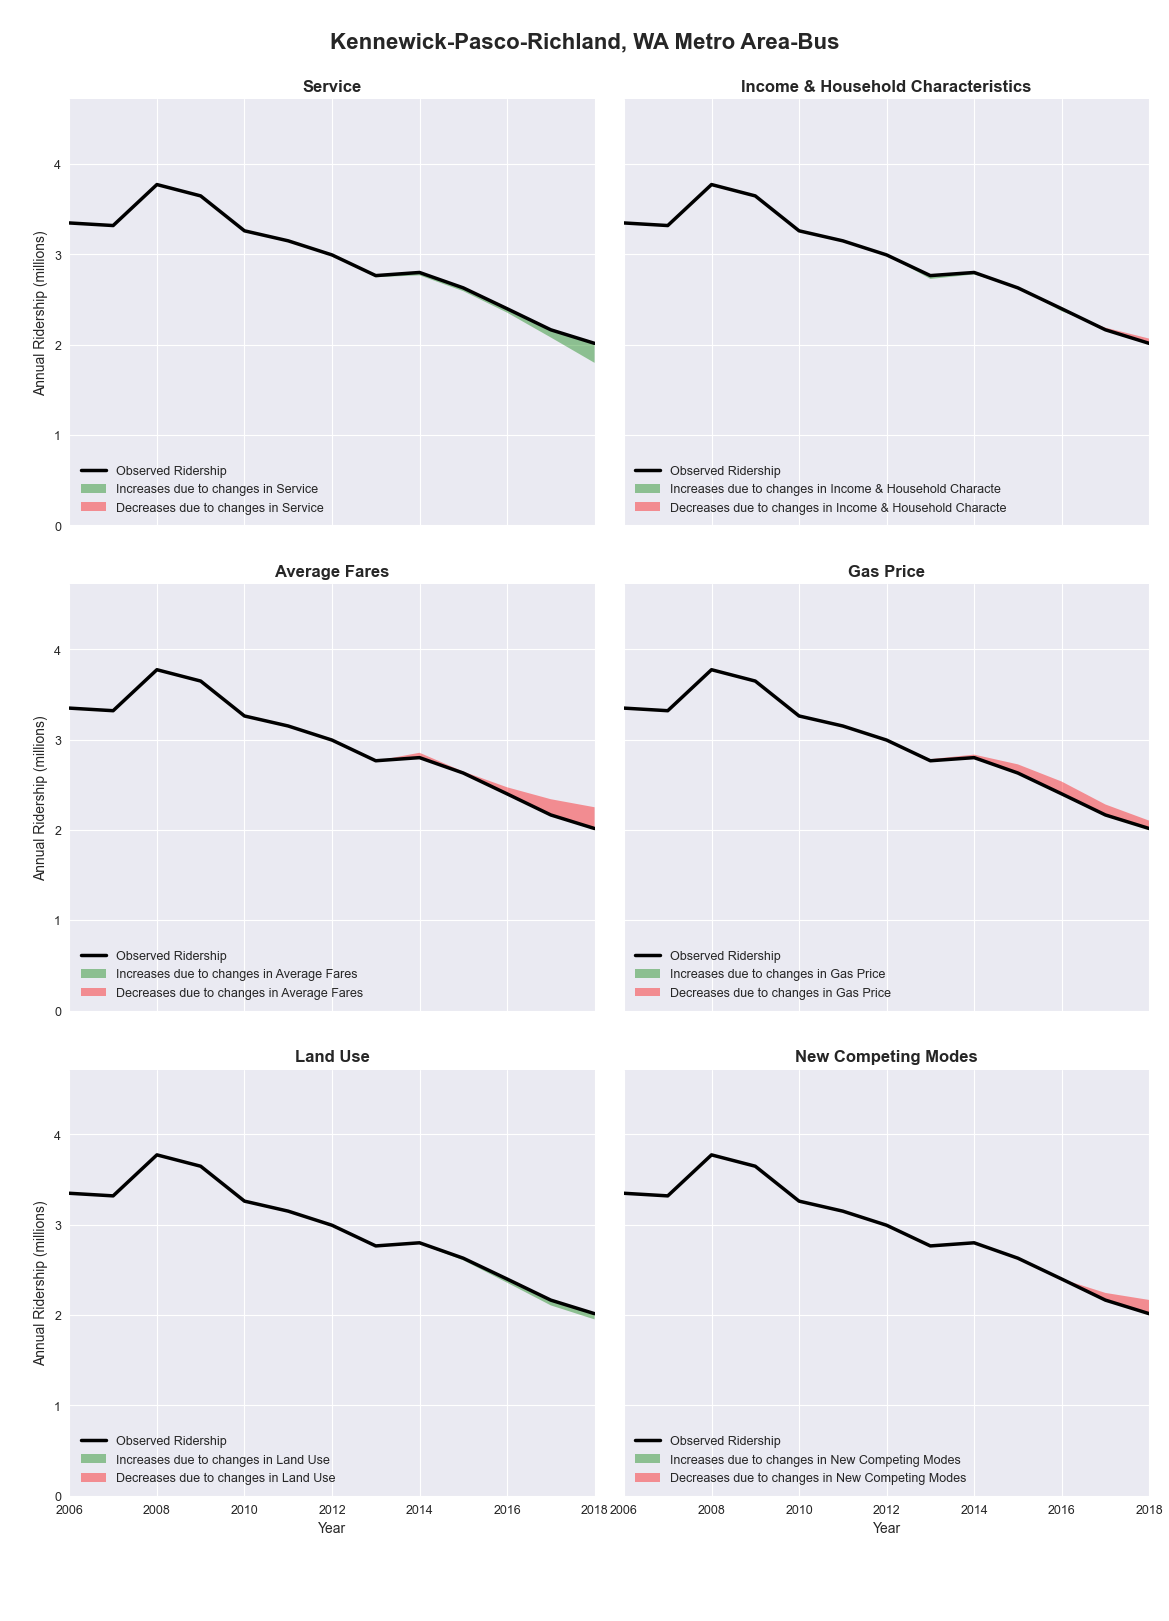 Kennewick-Pasco-Richland, WA Metro Area-Bus
Service
Annual Ridership (millions)
4
3
2
1
0
Observed Ridership
Increases due to changes in Service
Decreases due to changes in Service
Income & Household Characteristics
Observed Ridership
Increases due to changes in Income & Household Characte
Decreases due to changes in Income & Household Characte
Average Fares
Annual Ridership (millions)
4
3
2
1
0
Observed Ridership
Increases due to changes in Average Fares
Decreases due to changes in Average Fares
Gas Price
Observed Ridership
Increases due to changes in Gas Price
Decreases due to changes in Gas Price
Land Use
Annual Ridership (millions)
4
3
2
1
0
Observed Ridership
Increases due to changes in Land Use
Decreases due to changes in Land Use
2006 2008 2010 2012 2014 2016 2018
Year
New Competing Modes
Observed Ridership
Increases due to changes in New Competing Modes
Decreases due to changes in New Competing Modes
2006 2008 2010 2012 2014 2016 2018
Year